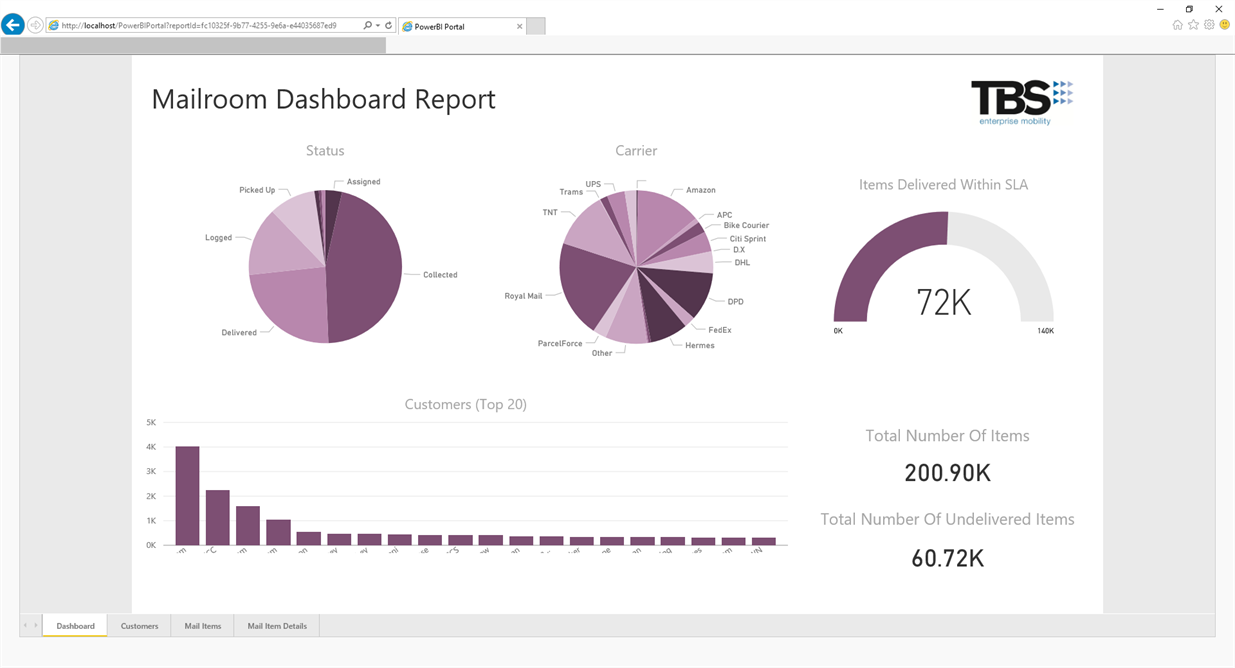 http://localhost/PowerBIPortal?reportId=fc10325f-9b77-4255-9e6a-e44035687ed9
PowerBI Portal
Mailroom Dashboard Report
TBS
enterprise mobility
Status
Assigned
Picked Up
Logged
Collected
Delivered
Carrier
UPS
Trams
TNT
Royal Mail
ParcelForce
Other
Amazon
APC
Bike Courier
Citi Sprint
D.X
DHL
DPD
FedEx
Hermes
Items Delivered Within SLA
72K
0K
140K
Customers (Top 20)
5K
4K
3K
2K
1K
0K
Total Number Of Items
200.90K
Total Number Of Undelivered Items
60.72K
Dashboard
Customers
Mail Items
Mail Item Details